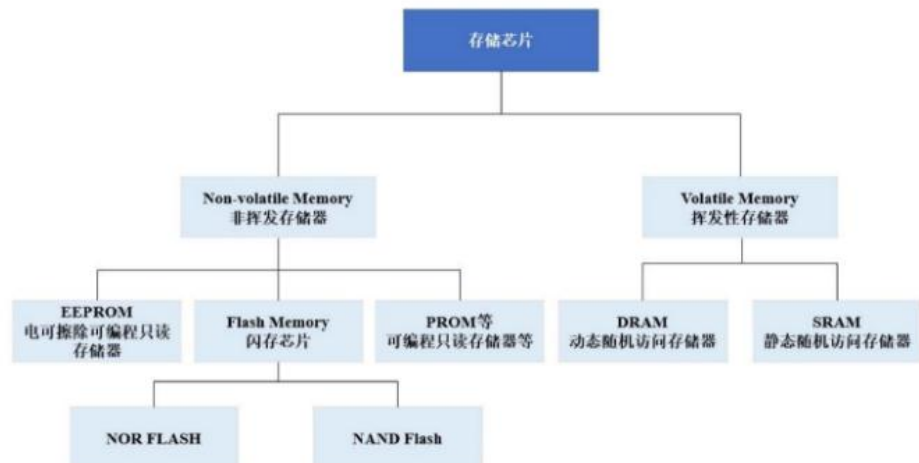 存储芯片
Non-volatile Memory
非挥发存储器
Volatile Memory
挥发性存储器
EEPROM
电可擦除可编程只读
存储器
Flash Memory
闪存芯片
PROM等
可编程只读存储器等
DRAM
动态随机访问存储器
SRAM
静态随机访问存储器
NOR FLASH
NAND Flash